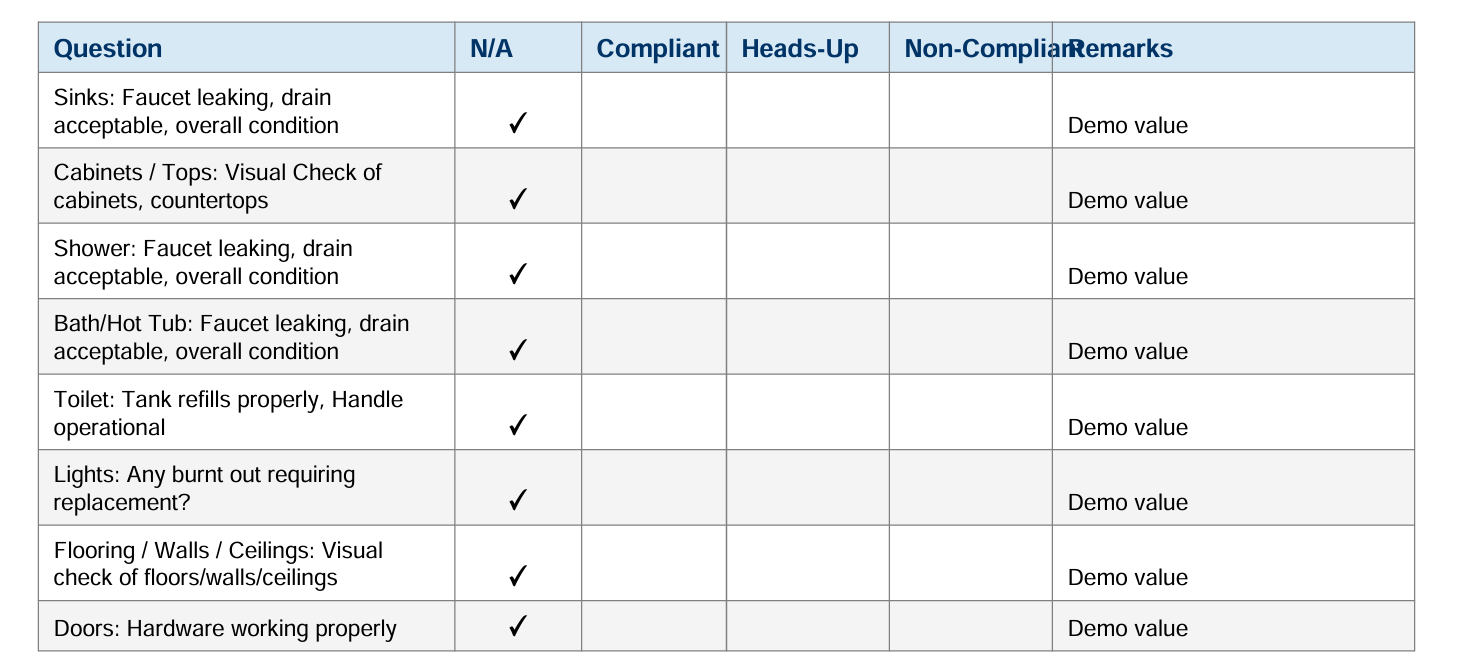 Question N/A Compliant Heads-Up Non-Compliant Remarks
Sinks: Faucet leaking, drain
acceptable, overall condition ✓ Demo value
Cabinets / Tops: Visual Check of
cabinets, countertops ✓ Demo value
Shower: Faucet leaking, drain
acceptable, overall condition ✓ Demo value
Bath/Hot Tub: Faucet leaking, drain
acceptable, overall condition ✓ Demo value
Toilet: Tank refills properly, Handle
operational ✓ Demo value
Lights: Any burnt out requiring
replacement? ✓ Demo value
Flooring / Walls / Ceilings: Visual
check of floors/walls/ceilings ✓ Demo value
Doors: Hardware working properly ✓ Demo value